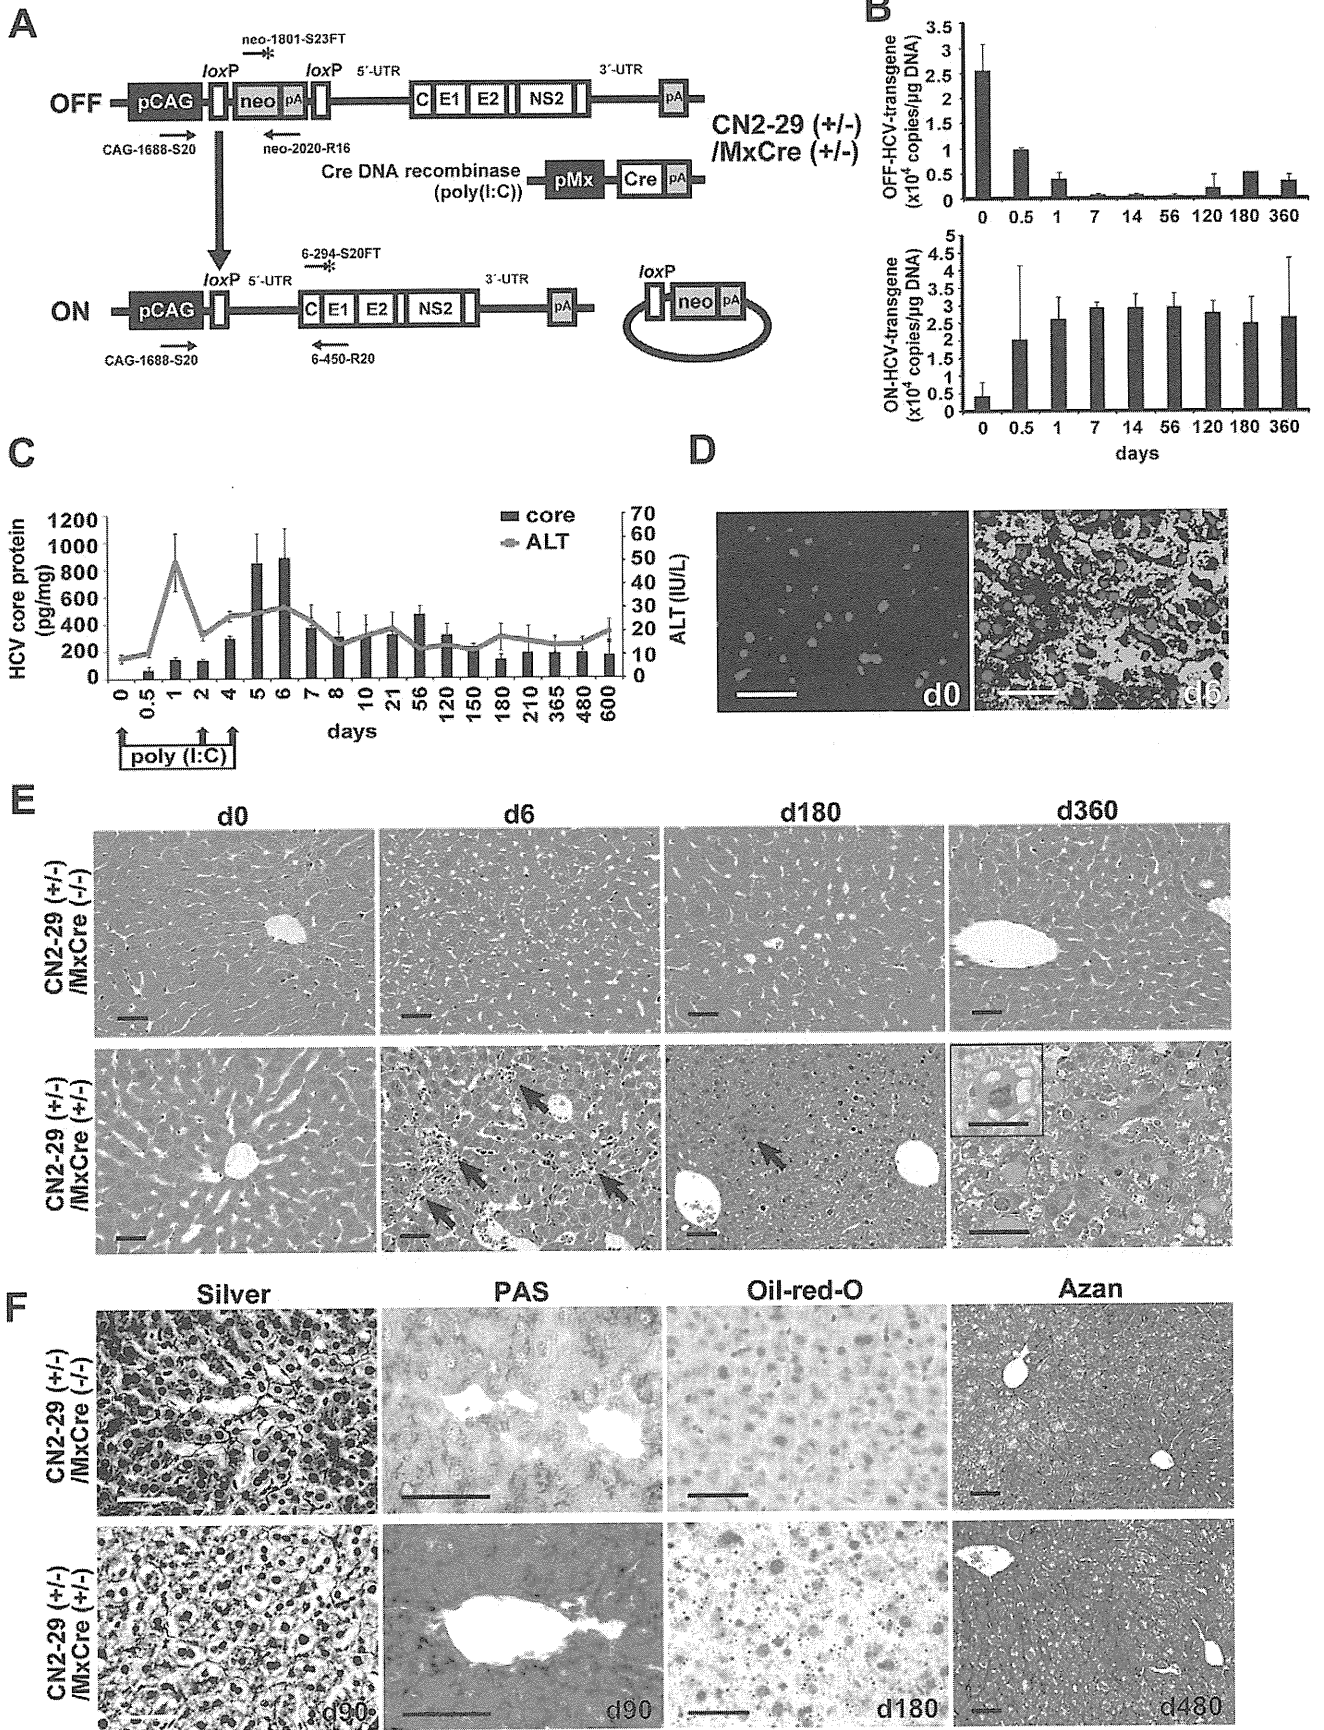 A
neo-1801-S23FT
loxP loxP 5´-UTR 3´-UTR
OFF pCAG neo pA C E1 E2 NS2 pA
CAG-1688-S20 neo-2020-R16
CN2-29 (+/-)
/MxCre (+/-)
Cre DNA recombinase
(poly(I:C))
pMx Cre pA
6-294-S20FT
loxP 5´-UTR 3´-UTR
ON pCAG C E1 E2 NS2 pA
CAG-1688-S20 6-450-R20
loxP
neo pA
B
OFF-HCV-transgene
(x10⁴ copies/µg DNA)
3.5
3
2.5
2
1.5
1
0.5
0
0 0.5 1 7 14 56 120 180 360
ON-HCV-transgene
(x10⁴ copies/µg DNA)
5
4.5
4
3.5
3
2.5
2
1.5
1
0.5
0
0 0.5 1 7 14 56 120 180 360
days
C
HCV core protein
(pg/mg)
1200
1000
800
600
400
200
0
core
ALT
70
60
50
40
30
20
10
0
ALT (IU/L)
0 0.5 1 2 4 5 6 7 8 10 21 56 120 150 180 210 365 480 600
days
poly (I:C)
D
d0 d6
E
d0 d6 d180 d360
CN2-29 (+/-)
/MxCre (-/-)
CN2-29 (+/-)
/MxCre (+/-)
F
Silver PAS Oil-red-O Azan
CN2-29 (+/-)
/MxCre (-/-)
CN2-29 (+/-)
/MxCre (+/-)
d90 d90 d180 d480